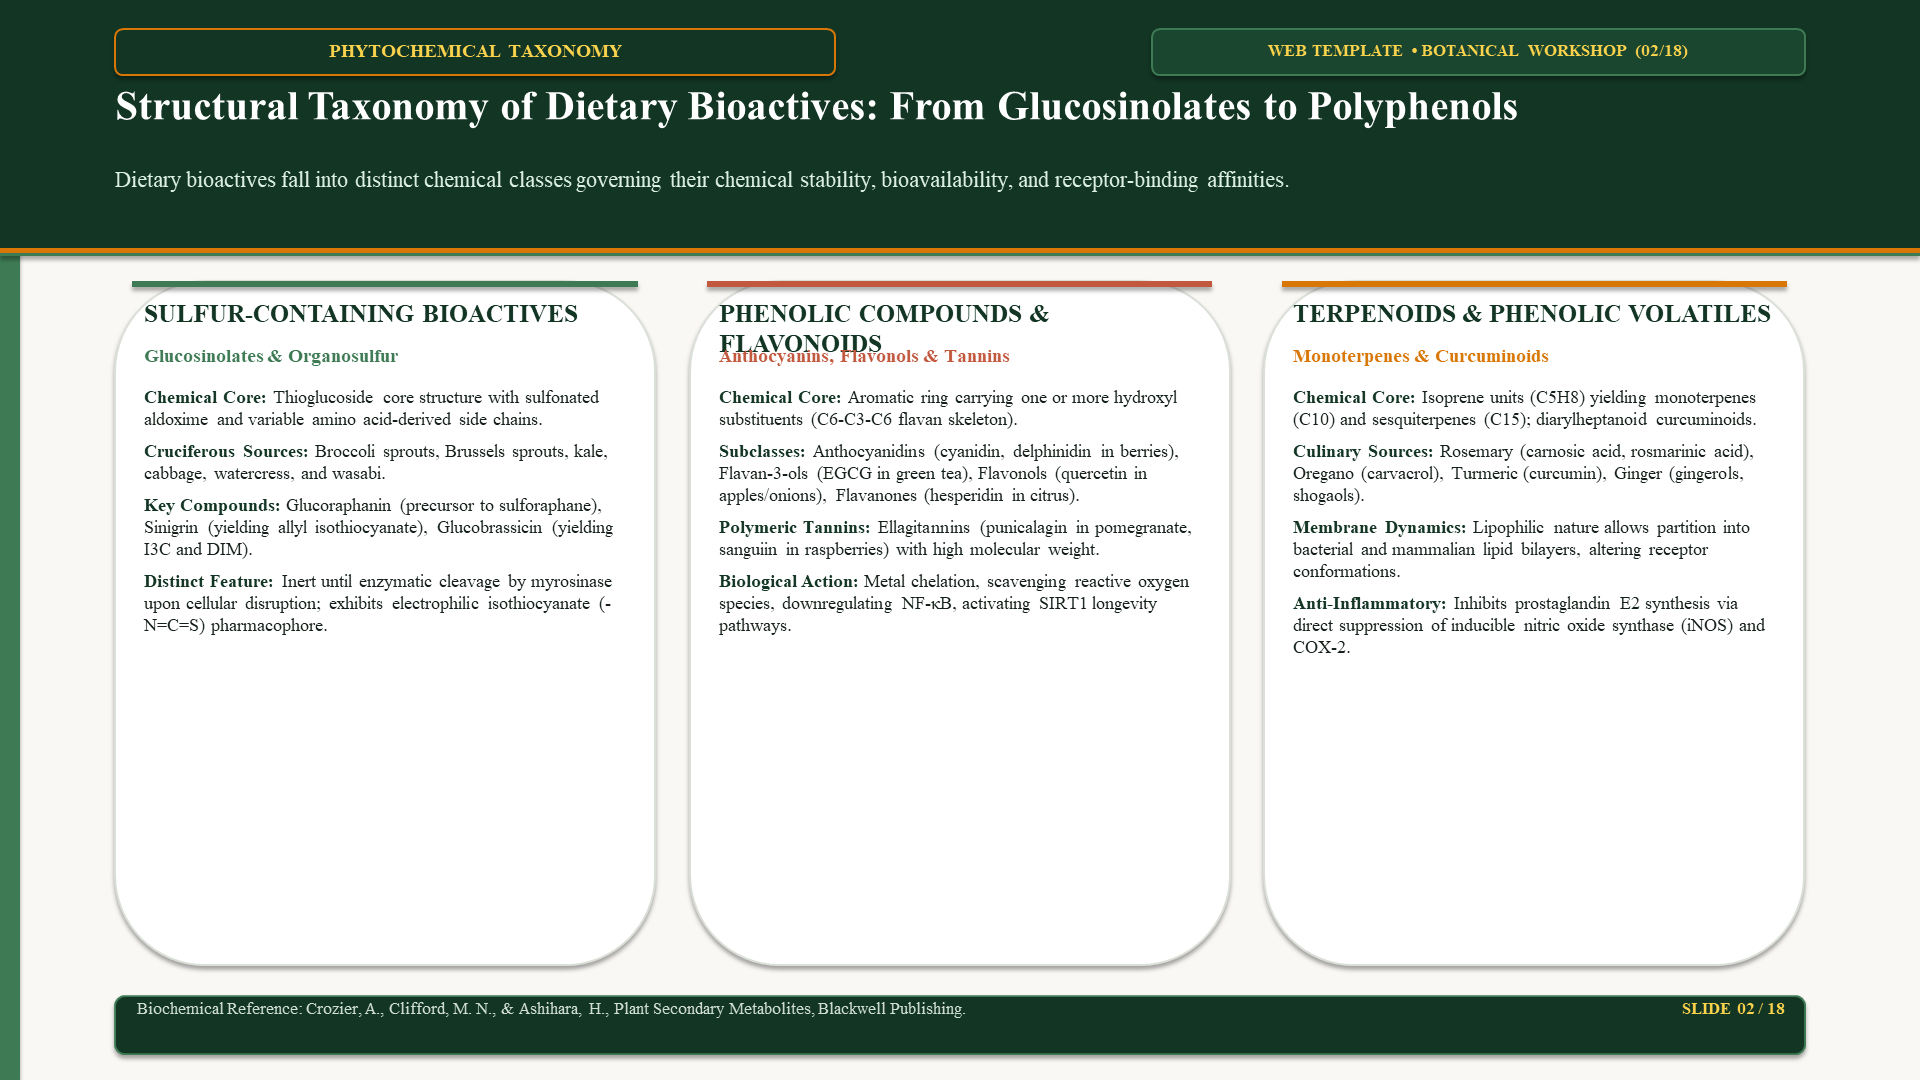 PHYTOCHEMICAL TAXONOMY
WEB TEMPLATE • BOTANICAL WORKSHOP (02/18)
Structural Taxonomy of Dietary Bioactives: From Glucosinolates to Polyphenols
Dietary bioactives fall into distinct chemical classes governing their chemical stability, bioavailability, and receptor-binding affinities.
SULFUR-CONTAINING BIOACTIVES
Glucosinolates & Organosulfur
Chemical Core: Thioglucoside core structure with sulfonated
aldoxime and variable amino acid-derived side chains.
Cruciferous Sources: Broccoli sprouts, Brussels sprouts, kale,
cabbage, watercress, and wasabi.
Key Compounds: Glucoraphanin (precursor to sulforaphane),
Sinigrin (yielding allyl isothiocyanate), Glucobrassicin (yielding
I3C and DIM).
Distinct Feature: Inert until enzymatic cleavage by myrosinase
upon cellular disruption; exhibits electrophilic isothiocyanate (-
N=C=S) pharmacophore.
PHENOLIC COMPOUNDS &
FLAVONOIDS
Anthocyanins, Flavonols & Tannins
Chemical Core: Aromatic ring carrying one or more hydroxyl
substituents (C6-C3-C6 flavan skeleton).
Subclasses: Anthocyanidins (cyanidin, delphinidin in berries),
Flavan-3-ols (EGCG in green tea), Flavonols (quercetin in
apples/onions), Flavanones (hesperidin in citrus).
Polymeric Tannins: Ellagitannins (punicalagin in pomegranate,
sanguiin in raspberries) with high molecular weight.
Biological Action: Metal chelation, scavenging reactive oxygen
species, downregulating NF-κB, activating SIRT1 longevity
pathways.
TERPENOIDS & PHENOLIC VOLATILES
Monoterpenes & Curcuminoids
Chemical Core: Isoprene units (C5H8) yielding monoterpenes
(C10) and sesquiterpenes (C15); diarylheptanoid curcuminoids.
Culinary Sources: Rosemary (carnosic acid, rosmarinic acid),
Oregano (carvacrol), Turmeric (curcumin), Ginger (gingerols,
shogaols).
Membrane Dynamics: Lipophilic nature allows partition into
bacterial and mammalian lipid bilayers, altering receptor
conformations.
Anti-Inflammatory: Inhibits prostaglandin E2 synthesis via
direct suppression of inducible nitric oxide synthase (iNOS) and
COX-2.
Biochemical Reference: Crozier, A., Clifford, M. N., & Ashihara, H., Plant Secondary Metabolites, Blackwell Publishing.
SLIDE 02 / 18